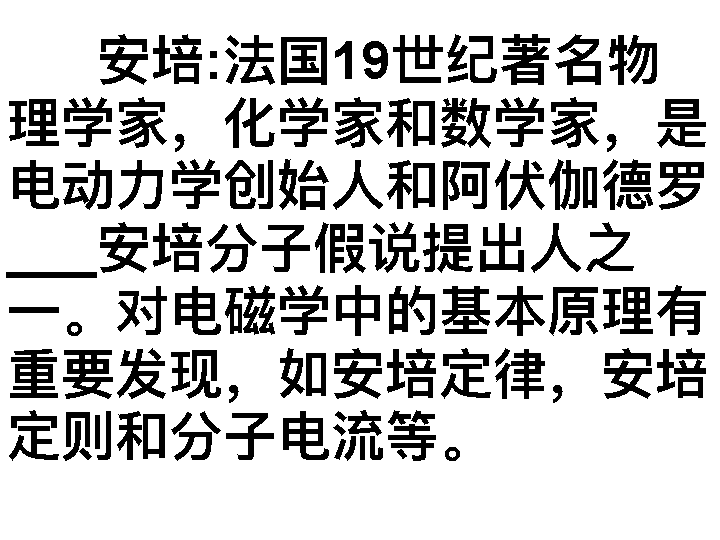 安培:法国19世纪著名物
理学家，化学家和数学家，是
电动力学创始人和阿伏伽德罗
___安培分子假说提出人之
一。对电磁学中的基本原理有
重要发现，如安培定律，安培
定则和分子电流等。